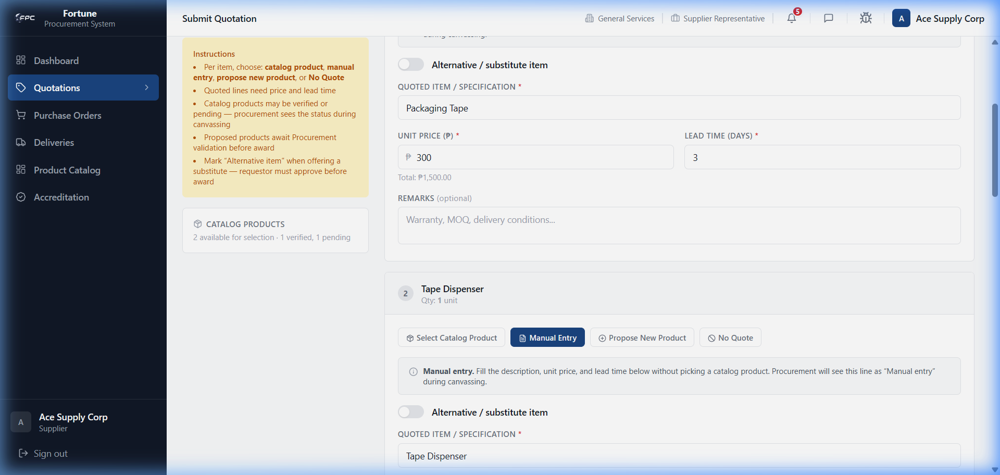 FPC
Fortune
Procurement System
Dashboard
Quotations
Purchase Orders
Deliveries
Product Catalog
Accreditation
A
Ace Supply Corp
Supplier
Sign out
Submit Quotation
General Services
Supplier Representative
5
A
Ace Supply Corp
Instructions
• Per item, choose: catalog product, manual
entry, propose new product, or No Quote
• Quoted lines need price and lead time
• Catalog products may be verified or
pending — procurement sees the status during
canvassing
• Proposed products await Procurement
validation before award
• Mark “Alternative item” when offering a
substitute — requestor must approve before
award
CATALOG PRODUCTS
2 available for selection · 1 verified, 1 pending
during canvassing.
Alternative / substitute item
QUOTED ITEM / SPECIFICATION *
Packaging Tape
UNIT PRICE (₱) *
₱ 300
Total: ₱1,500.00
LEAD TIME (DAYS) *
3
REMARKS (optional)
Warranty, MOQ, delivery conditions...
2
Tape Dispenser
Qty: 1 unit
Select Catalog Product
Manual Entry
Propose New Product
No Quote
Manual entry. Fill the description, unit price, and lead time below without picking a catalog product. Procurement will see this line as “Manual entry”
during canvassing.
Alternative / substitute item
QUOTED ITEM / SPECIFICATION *
Tape Dispenser